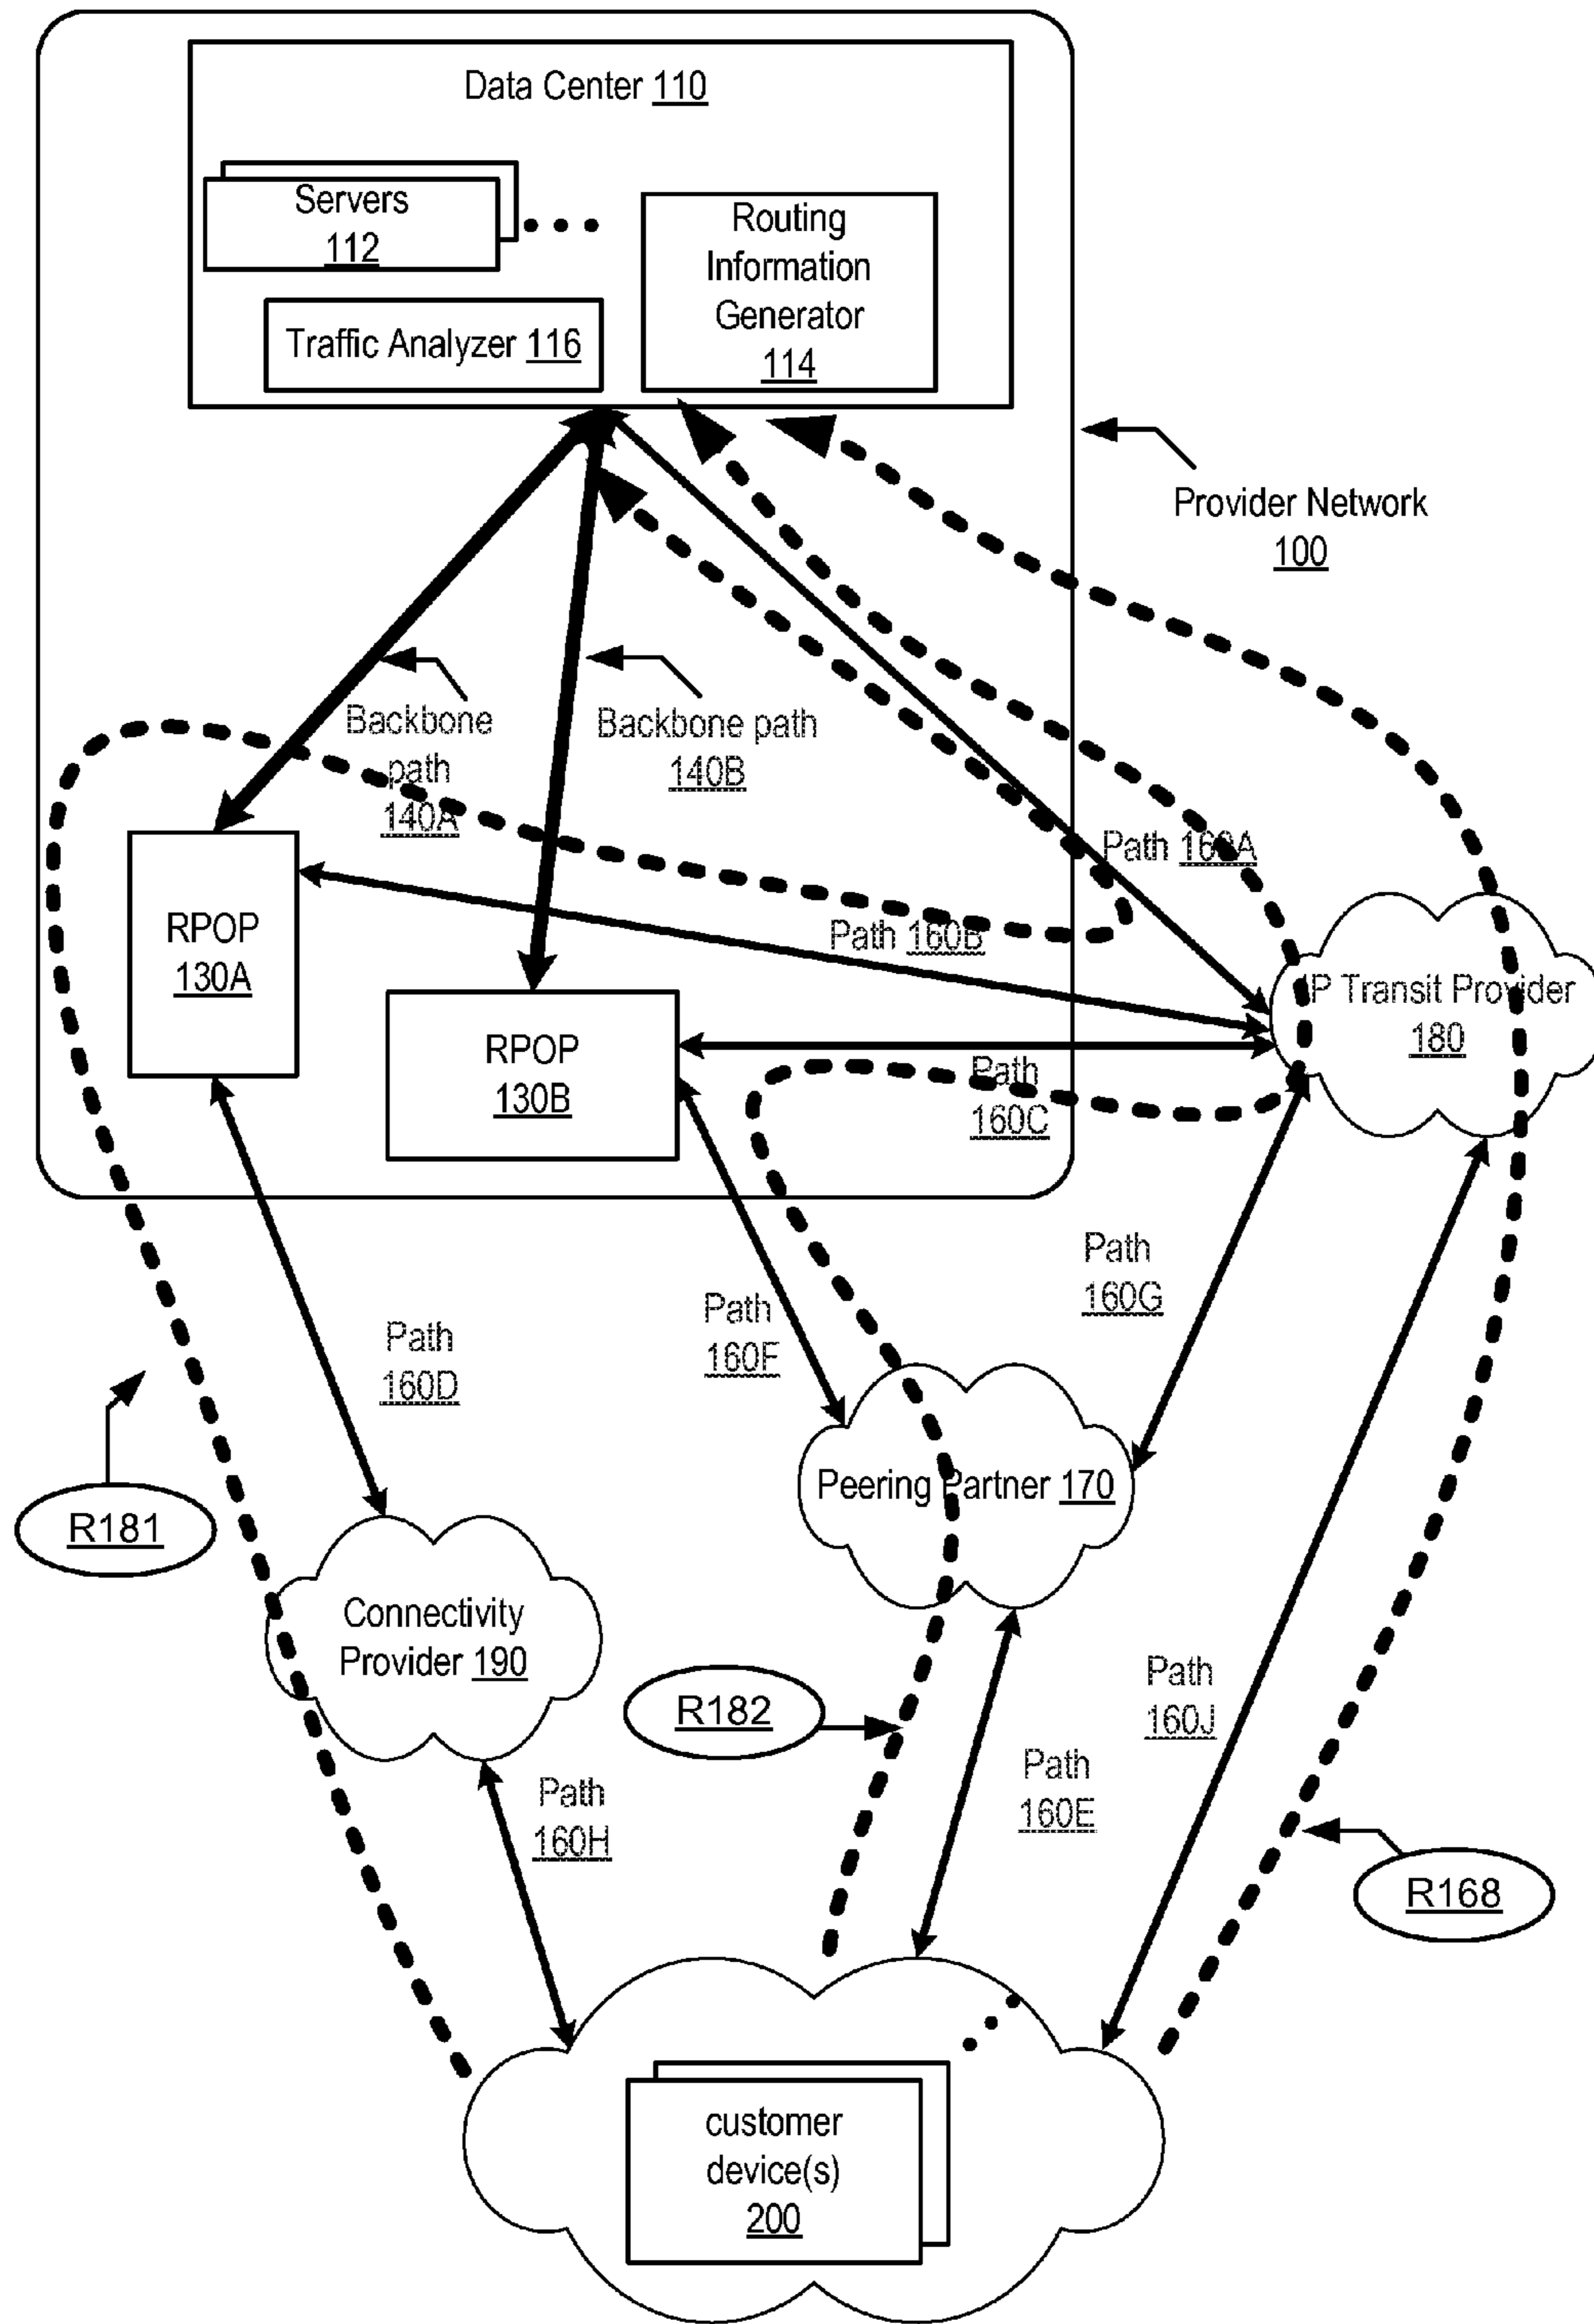 Data Center 110
Servers
112
Routing
Information
Generator
114
Traffic Analyzer 116
Provider Network
100
Backbone
path
140A
Backbone path
140B
Path 160A
Path 160B
RPOP
130A
IP Transit Provider
180
RPOP
130B
Path
160C
Path
160G
Path
160F
Path
160D
Peering Partner 170
R181
Connectivity
Provider 190
R182
Path
160J
Path
160E
Path
160H
R168
customer
device(s)
200